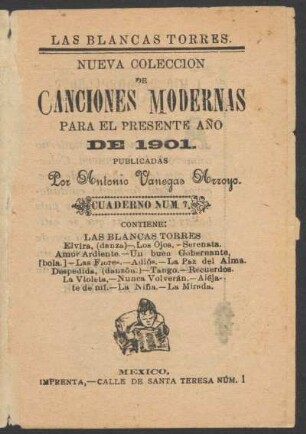 LAS BLANCAS TORRES.
NUEVA COLECCION
DE
CANCIONES MODERNAS
PARA EL PRESENTE AÑO
DE 1901.
PUBLICADAS
Por Antonio Vanegas Arroyo.
CUADERNO NUM 7.
CONTIENE:
LAS BLANCAS TORRES
Elvira, (danza)—Los Ojos.—Serenata.
Amor Ardiente.—Un buen Gobernante,
[bola.]—Las Flores.—Adiós.—La Paz del Alma.
Despedida, (danson.)—Tango.—Recuerdos.
La Violeta,—Nunca Volverán.—Aléja-
te de mí.—La Niña.—La Mirada.
MEXICO.
IMPRENTA,—CALLE DE SANTA TERESA NÚM. 1